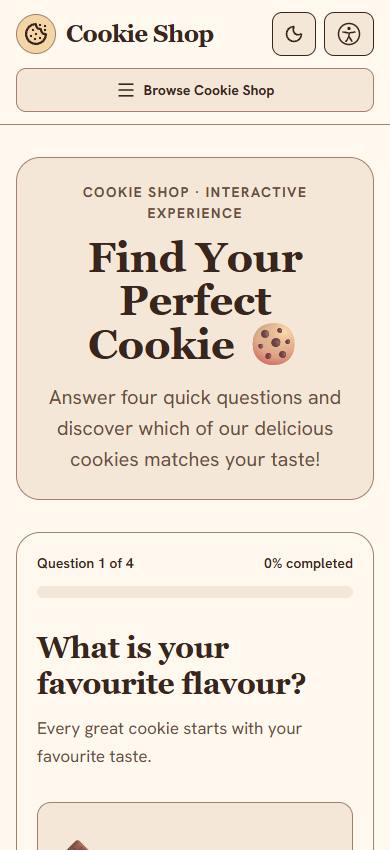 Cookie Shop
Browse Cookie Shop
COOKIE SHOP · INTERACTIVE
EXPERIENCE
Find Your
Perfect
Cookie 🍪
Answer four quick questions and
discover which of our delicious
cookies matches your taste!
Question 1 of 4
0% completed
What is your
favourite flavour?
Every great cookie starts with your
favourite taste.